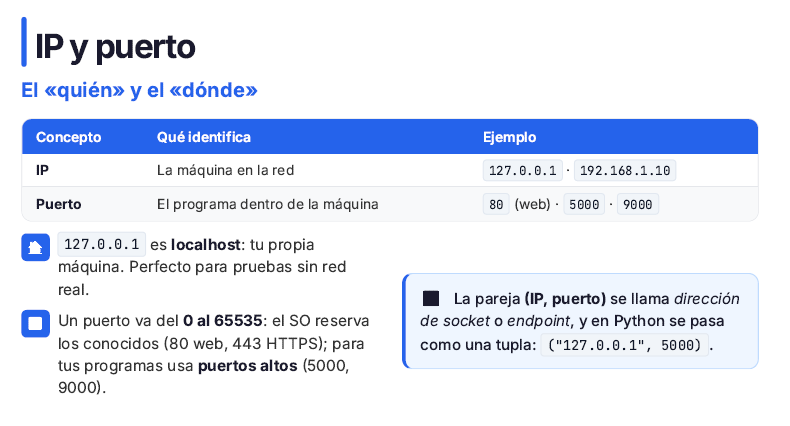 IP y puerto
El «quién» y el «dónde»
Concepto Qué identifica Ejemplo
IP La máquina en la red 127.0.0.1 · 192.168.1.10
Puerto El programa dentro de la máquina 80 (web) · 5000 · 9000
127.0.0.1 es localhost: tu propia
máquina. Perfecto para pruebas sin red
real.
Un puerto va del 0 al 65535: el SO reserva
los conocidos (80 web, 443 HTTPS); para
tus programas usa puertos altos (5000,
9000).
La pareja (IP, puerto) se llama dirección
de socket o endpoint, y en Python se pasa
como una tupla: ("127.0.0.1", 5000).